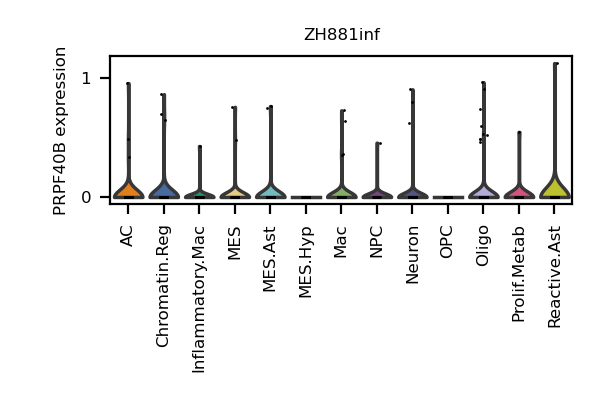 ZH881inf
PRPF40B expression
1
0
AC
Chromatin.Reg
Inflammatory.Mac
MES
MES.Ast
MES.Hyp
Mac
NPC
Neuron
OPC
Oligo
Prolif.Metab
Reactive.Ast